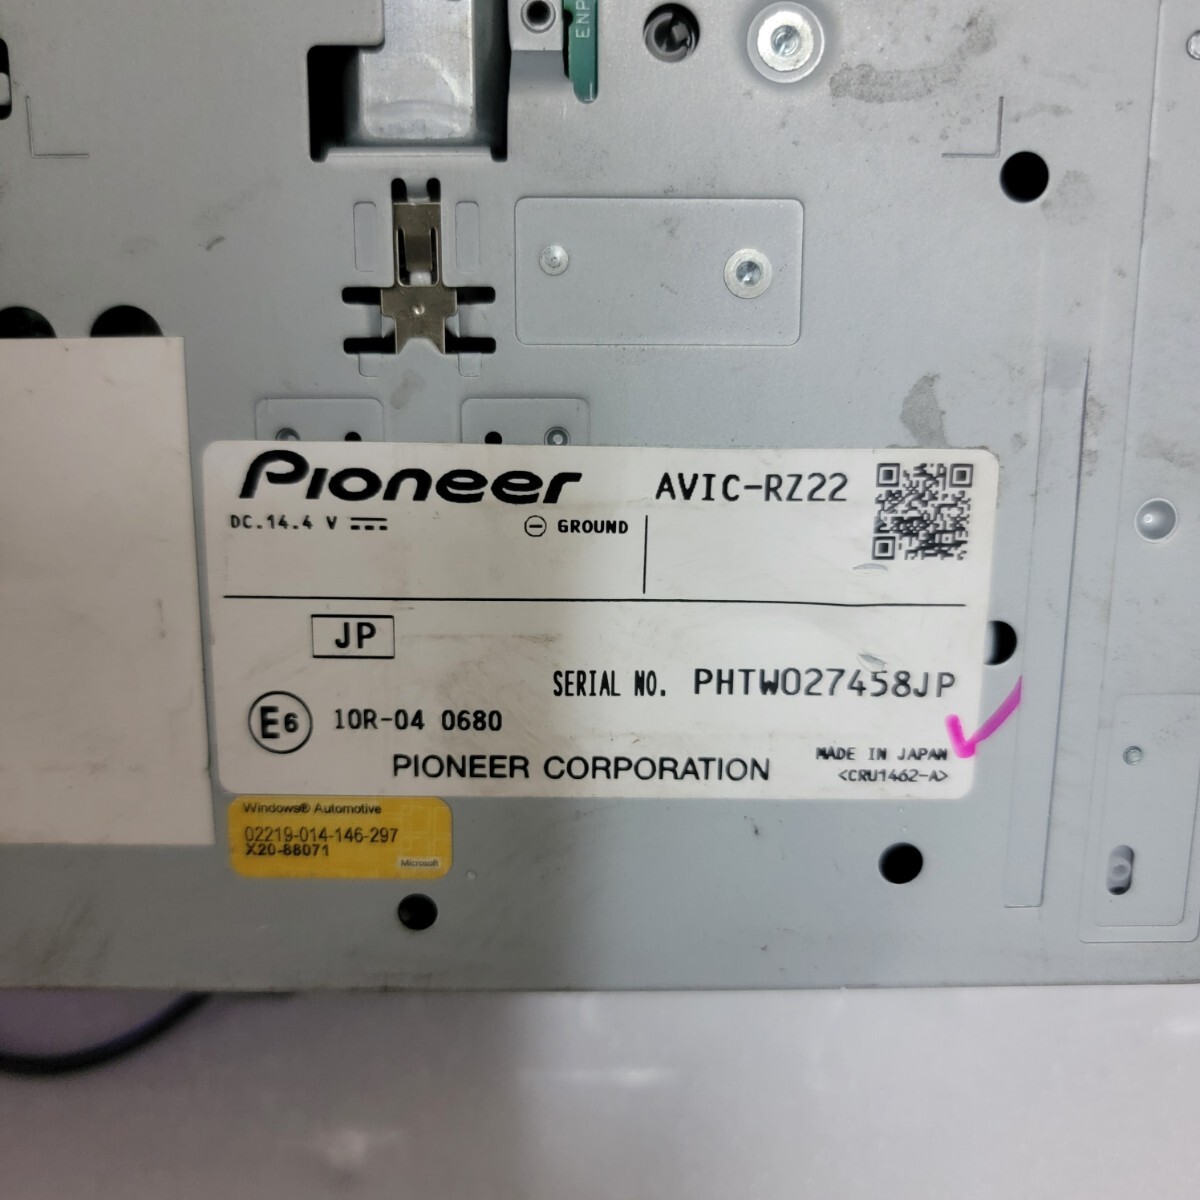 ENP
Pioneer
AVIC-RZ22
DC.14.4 V
GROUND
JP
SERIAL NO. PHTW027458JP
E6 10R-04 0680
PIONEER CORPORATION
MADE IN JAPAN
<CRU1462-A>
Windows® Automotive
02219-014-146-297
X20-88071
Microsoft